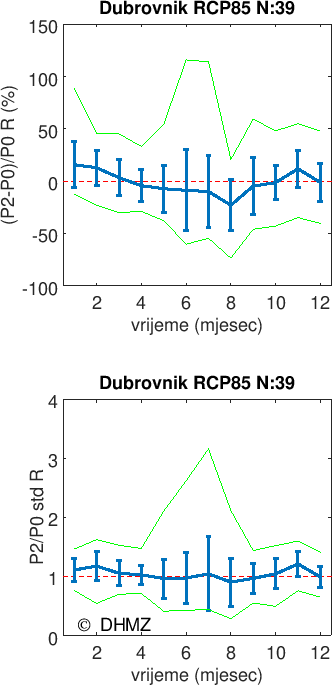 Dubrovnik RCP85 N:39
(P2-P0)/P0 R (%)
150
100
50
0
-50
-100
2 4 6 8 10 12
vrijeme (mjesec)
Dubrovnik RCP85 N:39
P2/P0 std R
4
3
2
1
0
© DHMZ
2 4 6 8 10 12
vrijeme (mjesec)